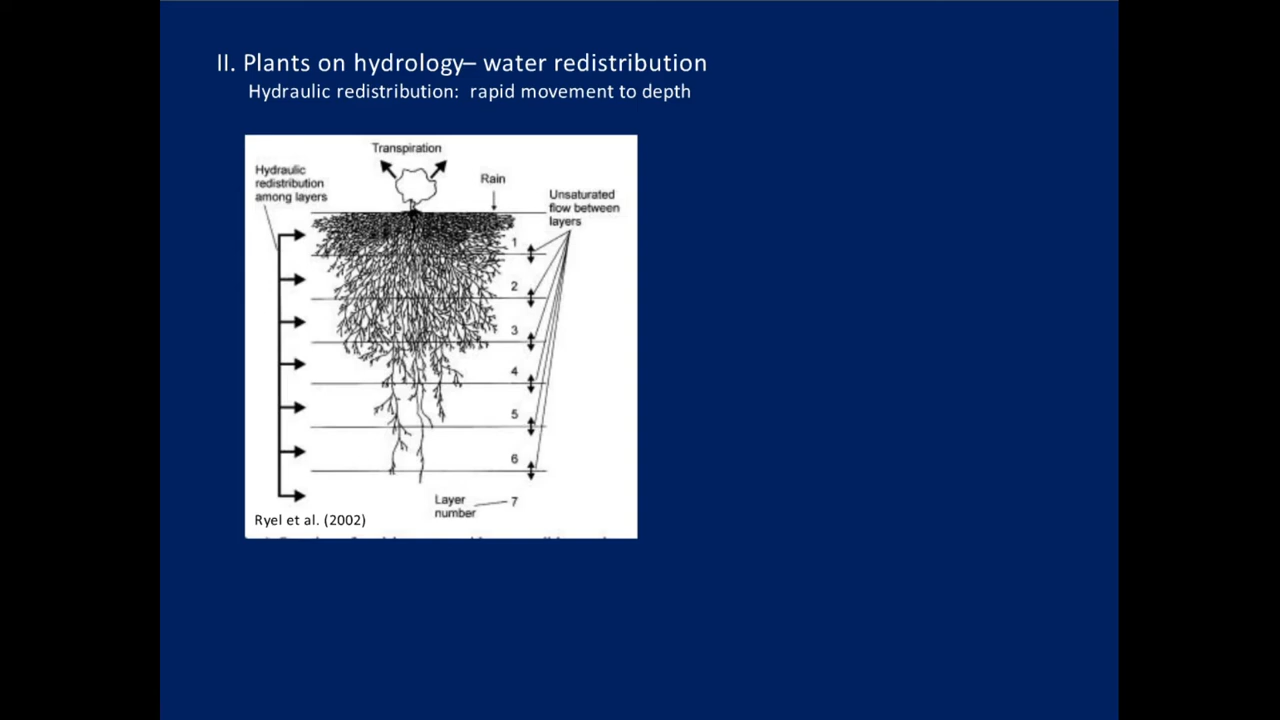 II. Plants on hydrology– water redistribution
Hydraulic redistribution:  rapid movement to depth
Transpiration
Hydraulic
redistribution
among layers
Rain
Unsaturated
flow between
layers
1
2
3
4
5
6
Layer
number
7
Ryel et al. (2002)